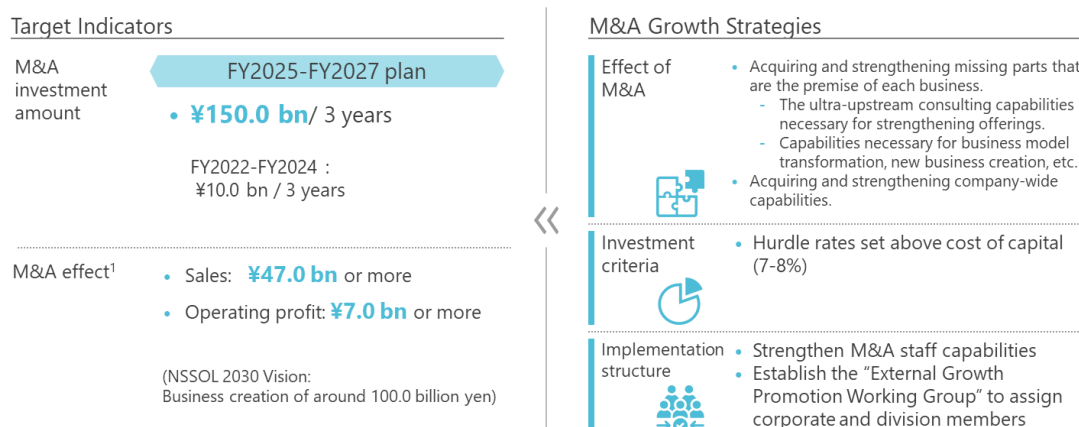 Target Indicators
M&A
investment
amount
FY2025-FY2027 plan
• ¥150.0 bn/ 3 years
FY2022-FY2024 :
¥10.0 bn / 3 years
M&A effect1
• Sales: ¥47.0 bn or more
• Operating profit: ¥7.0 bn or more
(NSSOL 2030 Vision:
Business creation of around 100.0 billion yen)
M&A Growth Strategies
Effect of
M&A
• Acquiring and strengthening missing parts that
are the premise of each business.
- The ultra-upstream consulting capabilities
necessary for strengthening offerings.
- Capabilities necessary for business model
transformation, new business creation, etc.
• Acquiring and strengthening company-wide
capabilities.
Investment
criteria
• Hurdle rates set above cost of capital
(7-8%)
Implementation
structure
• Strengthen M&A staff capabilities
• Establish the “External Growth
Promotion Working Group” to assign
corporate and division members